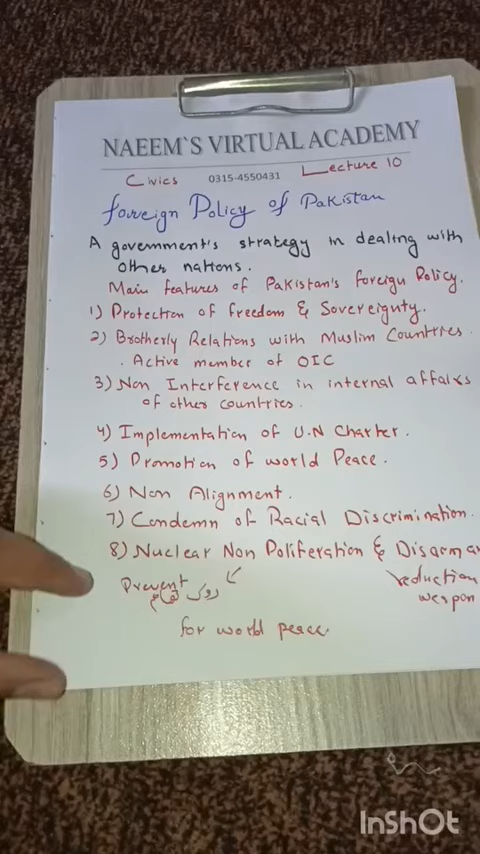 NAEEM`S VIRTUAL ACADEMY
Civics 0315-4550431 Lecture 10
Foreign Policy of Pakistan
A government's strategy in dealing with
other nations.
Main features of Pakistan's foreign Policy.
1) Protection of freedom & Sovereignty.
2) Brotherly Relations with Muslim Countries.
. Active member of OIC
3) Non Interference in internal affairs
of other countries.
4) Implementation of U.N Charter.
5) Promotion of world Peace.
6) Non Alignment.
7) Condemn of Racial Discrimination.
8) Nuclear Non Poliferation & Disarma
Prevent reduction
روک تھام weapon
for world peace.
InShOt